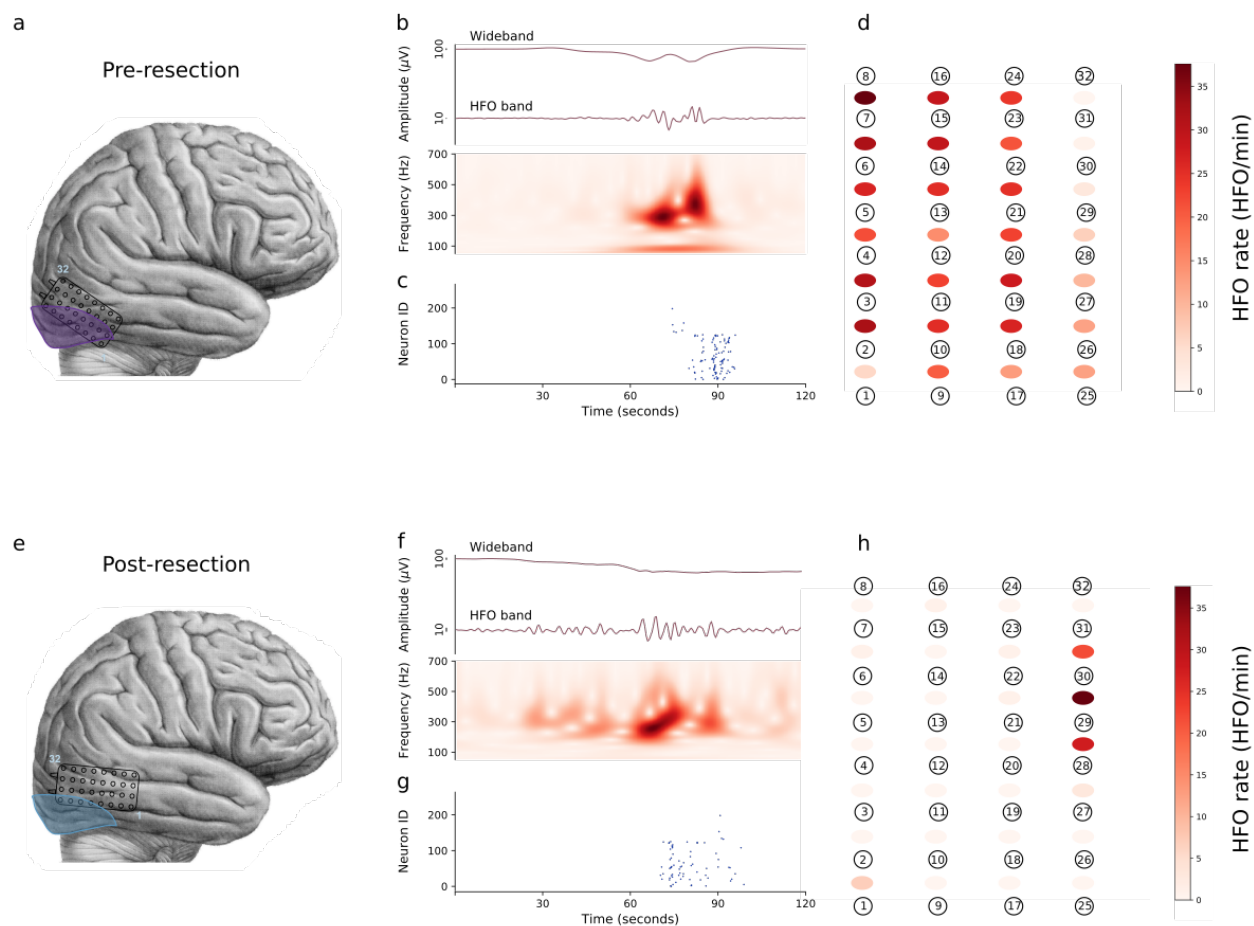 a
Pre-resection
32
b
Wideband
100
HFO band
10
Amplitude (µV)
700
500
300
100
Frequency (Hz)
c
200
100
0
Neuron ID
30 60 90 120
Time (seconds)
d
8 16 24 32
7 15 23 31
6 14 22 30
5 13 21 29
4 12 20 28
3 11 19 27
2 10 18 26
1 9 17 25
35
30
25
20
15
10
5
0
HFO rate (HFO/min)
e
Post-resection
32
f
Wideband
100
HFO band
10
Amplitude (µV)
700
500
300
100
Frequency (Hz)
g
200
100
0
Neuron ID
30 60 90 120
Time (seconds)
h
8 16 24 32
7 15 23 31
6 14 22 30
5 13 21 29
4 12 20 28
3 11 19 27
2 10 18 26
1 9 17 25
35
30
25
20
15
10
5
0
HFO rate (HFO/min)